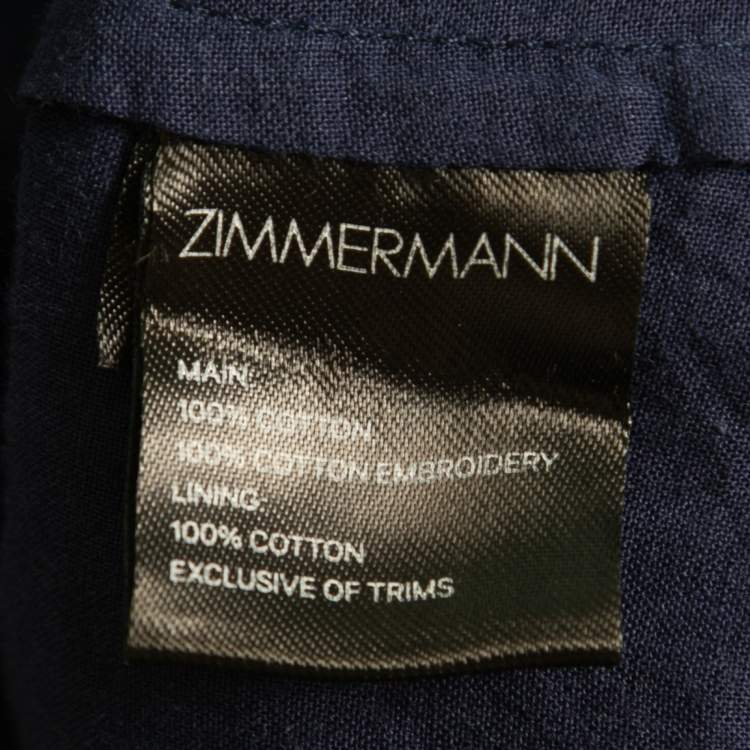 ZIMMERMANN
MAIN:
100% COTTON
100% COTTON EMBROIDERY
LINING:
100% COTTON
EXCLUSIVE OF TRIMS